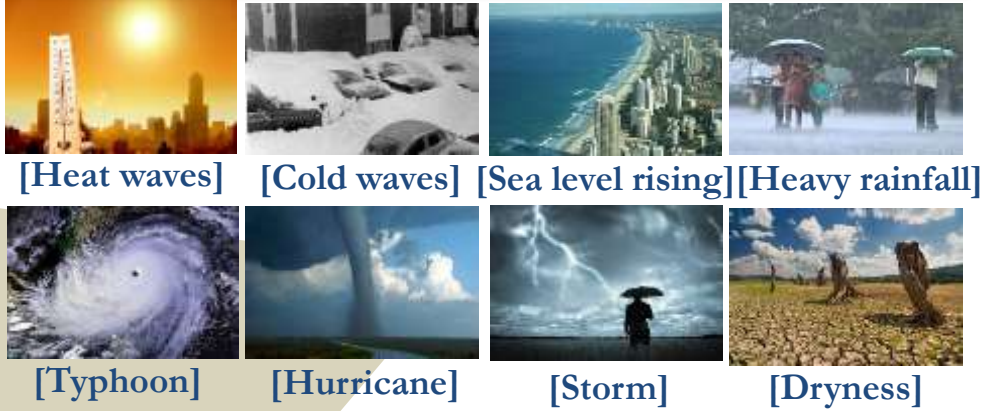 [Heat waves] [Cold waves] [Sea level rising] [Heavy rainfall]
[Typhoon] [Hurricane] [Storm] [Dryness]